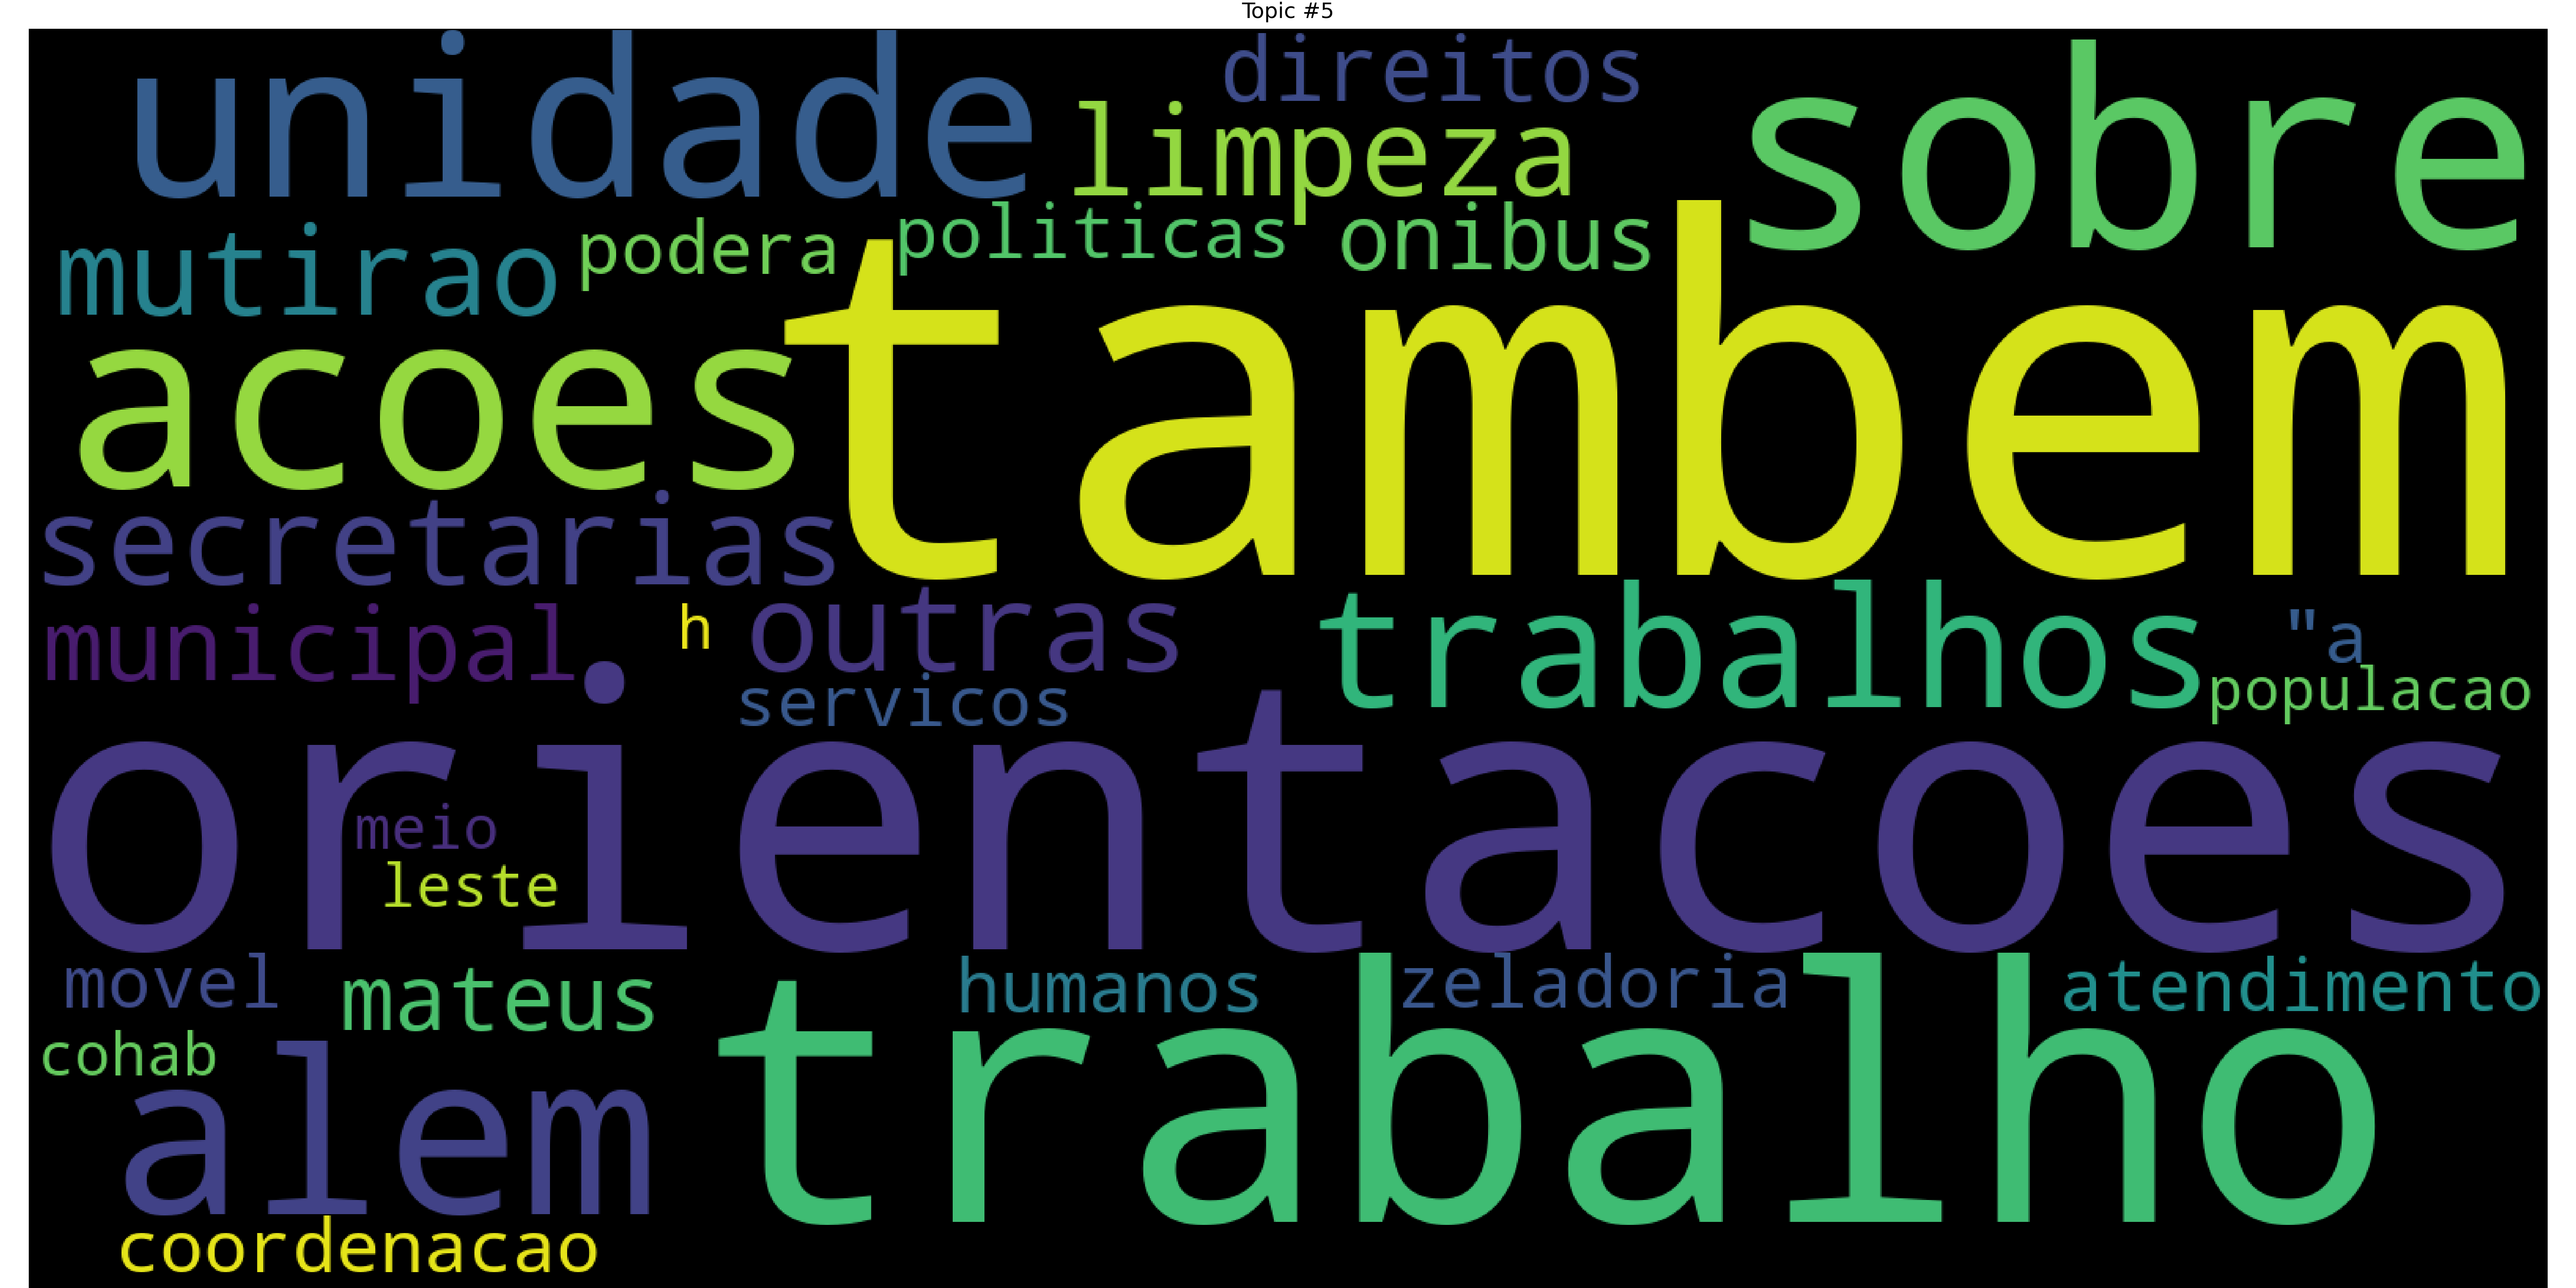 Topic #5
unidade
direitos
limpeza
sobre
mutirao
podera
politicas
onibus
tambem
acoes
secretarias
municipal
h
outras
trabalhos
"a
servicos
populacao
orientacoes
meio
leste
movel
mateus
humanos
zeladoria
atendimento
cohab
alem
trabalho
coordenacao